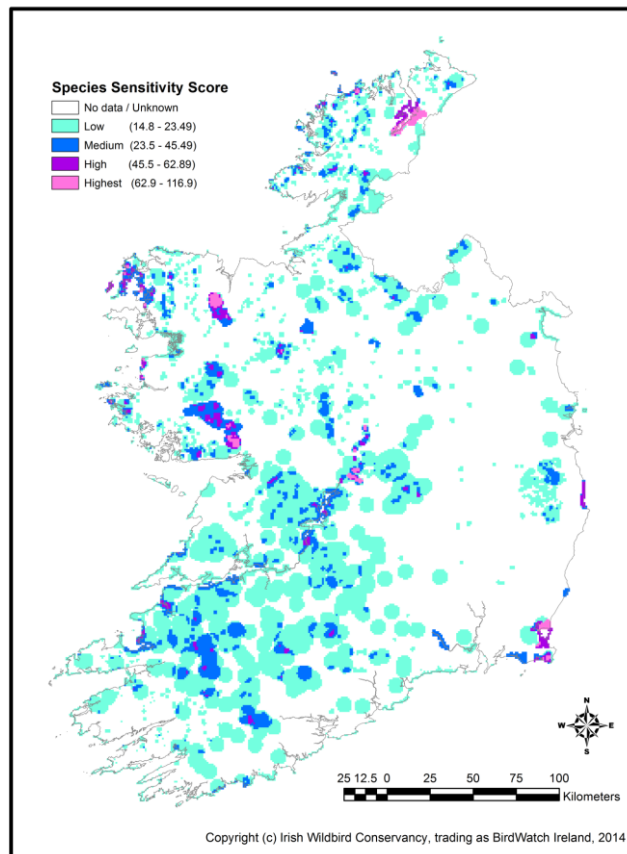 Species Sensitivity Score
No data / Unknown
Low (14.8 - 23.49)
Medium (23.5 - 45.49)
High (45.5 - 62.89)
Highest (62.9 - 116.9)
N
W E
S
25 12.5 0 25 50 75 100
Kilometers
Copyright (c) Irish Wildbird Conservancy, trading as BirdWatch Ireland, 2014